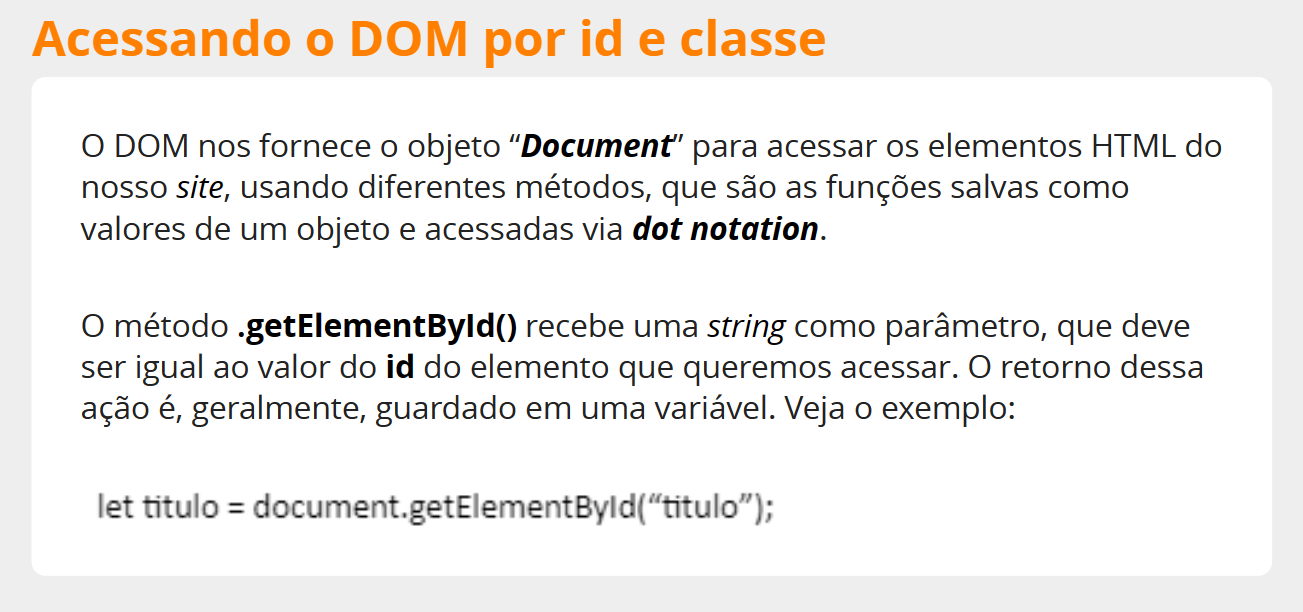 Acessando o DOM por id e classe
O DOM nos fornece o objeto “Document” para acessar os elementos HTML do
nosso site, usando diferentes métodos, que são as funções salvas como
valores de um objeto e acessadas via dot notation.
O método .getElementById() recebe uma string como parâmetro, que deve
ser igual ao valor do id do elemento que queremos acessar. O retorno dessa
ação é, geralmente, guardado em uma variável. Veja o exemplo:
let titulo = document.getElementById(“titulo”);